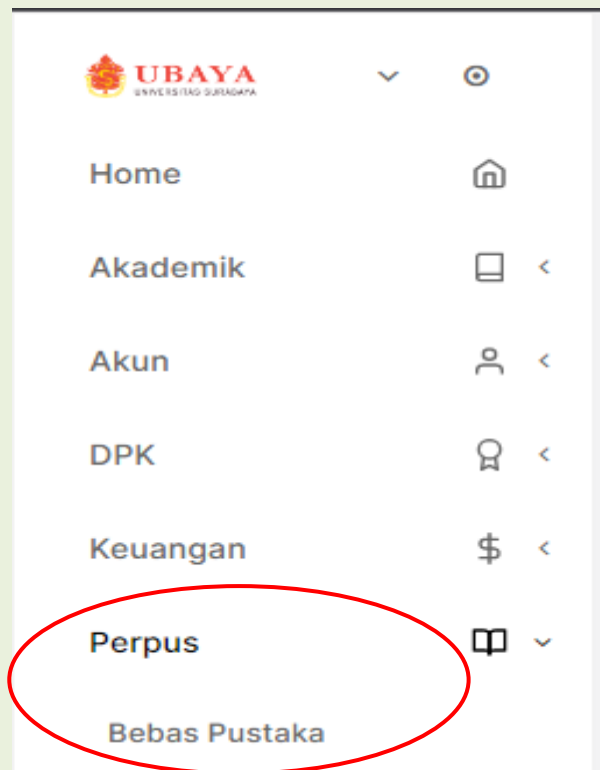 UBAYA
UNIVERSITAS SURABAYA
Home
Akademik
Akun
DPK
Keuangan
Perpus
Bebas Pustaka